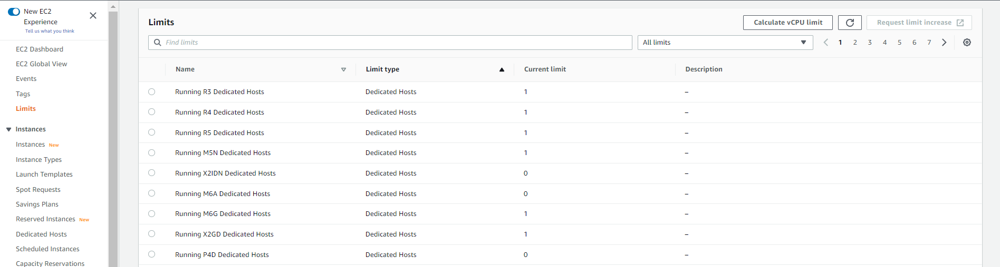 New EC2
Experience
Tell us what you think
EC2 Dashboard
EC2 Global View
Events
Tags
Limits
Instances
Instances New
Instance Types
Launch Templates
Spot Requests
Savings Plans
Reserved Instances New
Dedicated Hosts
Scheduled Instances
Capacity Reservations
Limits
Calculate vCPU limit
Request limit increase
Find limits
All limits
1 2 3 4 5 6 7
Name Limit type Current limit Description
Running R3 Dedicated Hosts Dedicated Hosts 1 –
Running R4 Dedicated Hosts Dedicated Hosts 1 –
Running R5 Dedicated Hosts Dedicated Hosts 1 –
Running M5N Dedicated Hosts Dedicated Hosts 1 –
Running X2IDN Dedicated Hosts Dedicated Hosts 0 –
Running M6A Dedicated Hosts Dedicated Hosts 0 –
Running M6G Dedicated Hosts Dedicated Hosts 1 –
Running X2GD Dedicated Hosts Dedicated Hosts 1 –
Running P4D Dedicated Hosts Dedicated Hosts 0 –